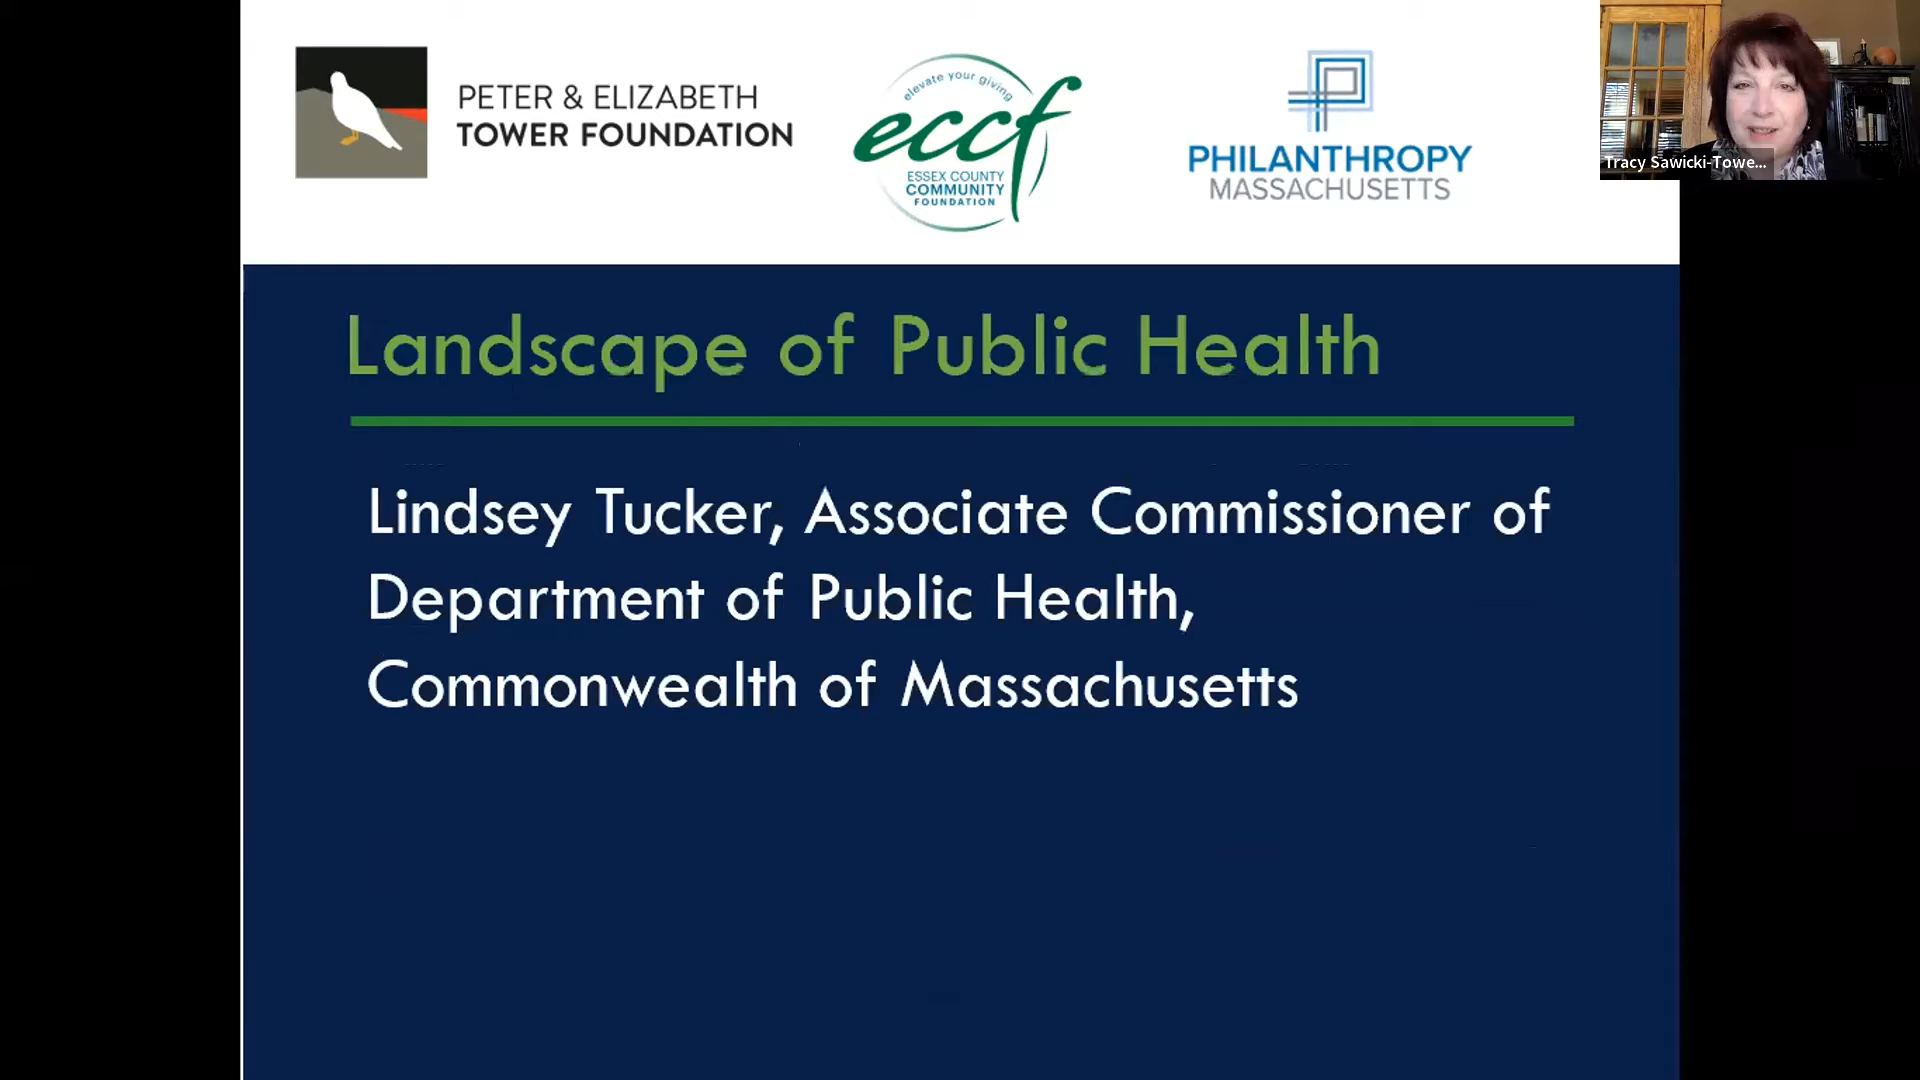 PETER & ELIZABETH
TOWER FOUNDATION
elevate your giving
eccf
ESSEX COUNTY
COMMUNITY
FOUNDATION
PHILANTHROPY
MASSACHUSETTS
Tracy Sawicki-Towe...
Landscape of Public Health
Lindsey Tucker, Associate Commissioner of
Department of Public Health,
Commonwealth of Massachusetts